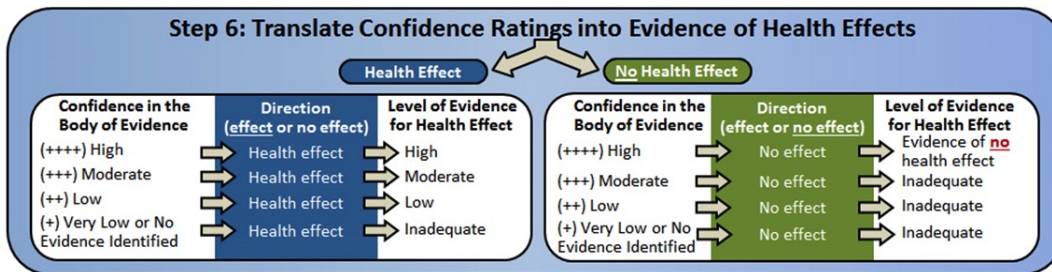 Step 6: Translate Confidence Ratings into Evidence of Health Effects
Health Effect
No Health Effect
Confidence in the
Body of Evidence
Direction
(effect or no effect)
Level of Evidence
for Health Effect
(++++) High
Health effect
High
(+++) Moderate
Health effect
Moderate
(++) Low
Health effect
Low
(+) Very Low or No
Evidence Identified
Health effect
Inadequate
Confidence in the
Body of Evidence
Direction
(effect or no effect)
Level of Evidence
for Health Effect
(++++) High
No effect
Evidence of no
health effect
(+++) Moderate
No effect
Inadequate
(++) Low
No effect
Inadequate
(+) Very Low or No
Evidence Identified
No effect
Inadequate